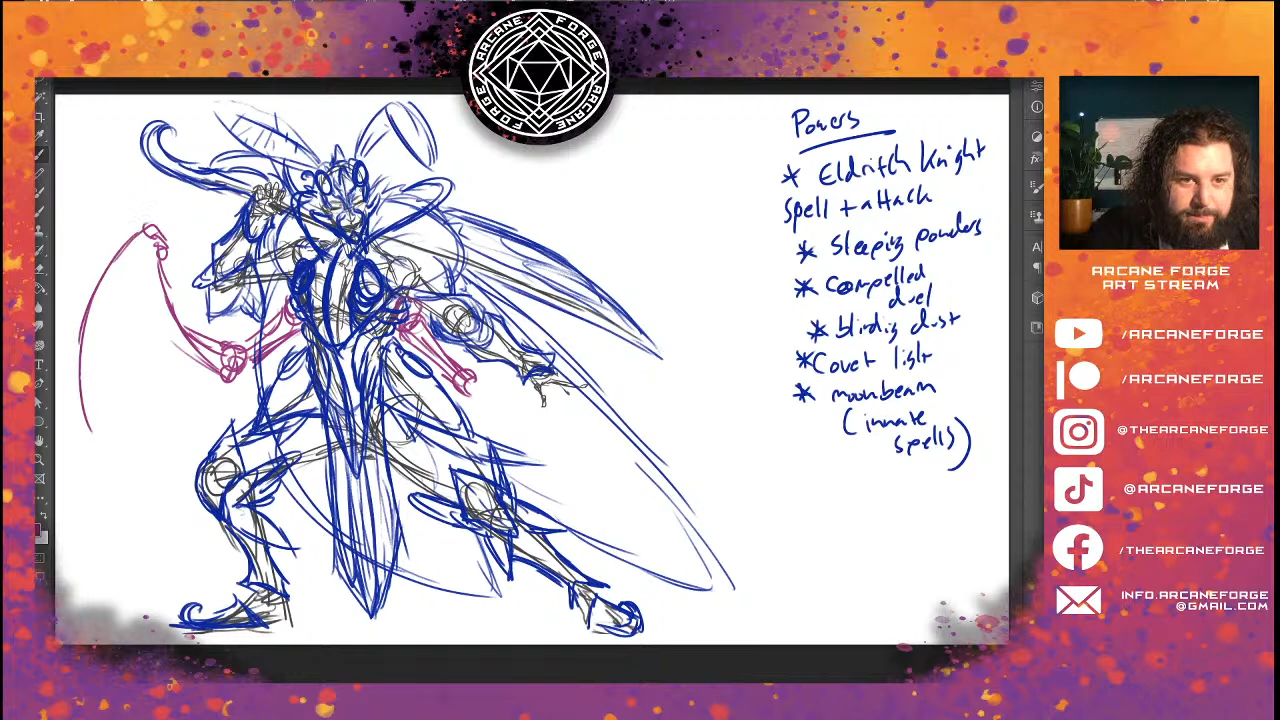 ARCANE FORGE ARCANE FORGE
Powers
* Eldritch Knight
spell + attack
* Sleeping powders
* Compelled
duel
* blinding dust
* Covet light
* moonbeam
(innate
spells)
ARCANE FORGE
ART STREAM
/ARCANEFORGE
/ARCANEFORGE
@THEARCANEFORGE
@ARCANEFORGE
/THEARCANEFORGE
INFO.ARCANEFORGE
@GMAIL.COM